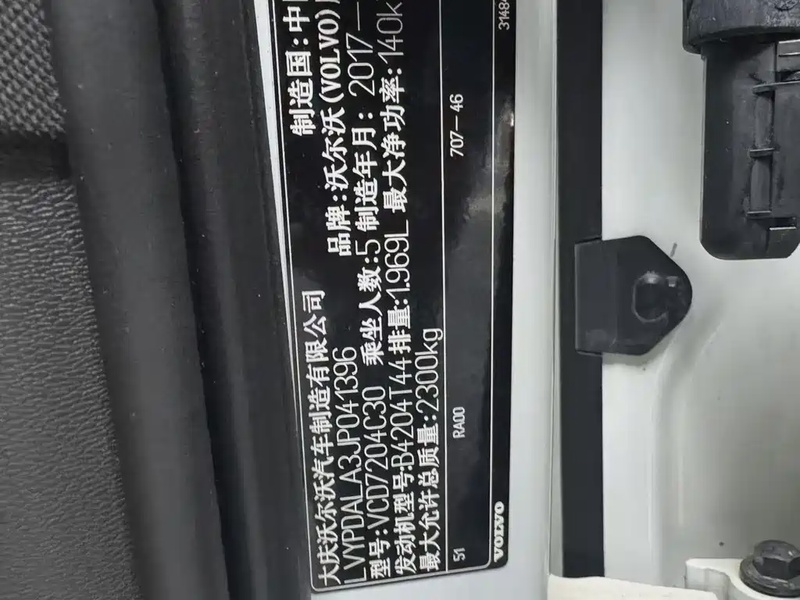 大庆沃尔沃汽车制造有限公司 制造国:中
LVYPDALA3JP041396 品牌:沃尔沃(VOLVO)
型号:VCD7204C30 乘坐人数:5 制造年月: 2017—
发动机型号:B4204T44 排量:1.969L 最大净功率:140k
最大允许总质量:2300kg
51 RA00 707—46 3148
VOLVO